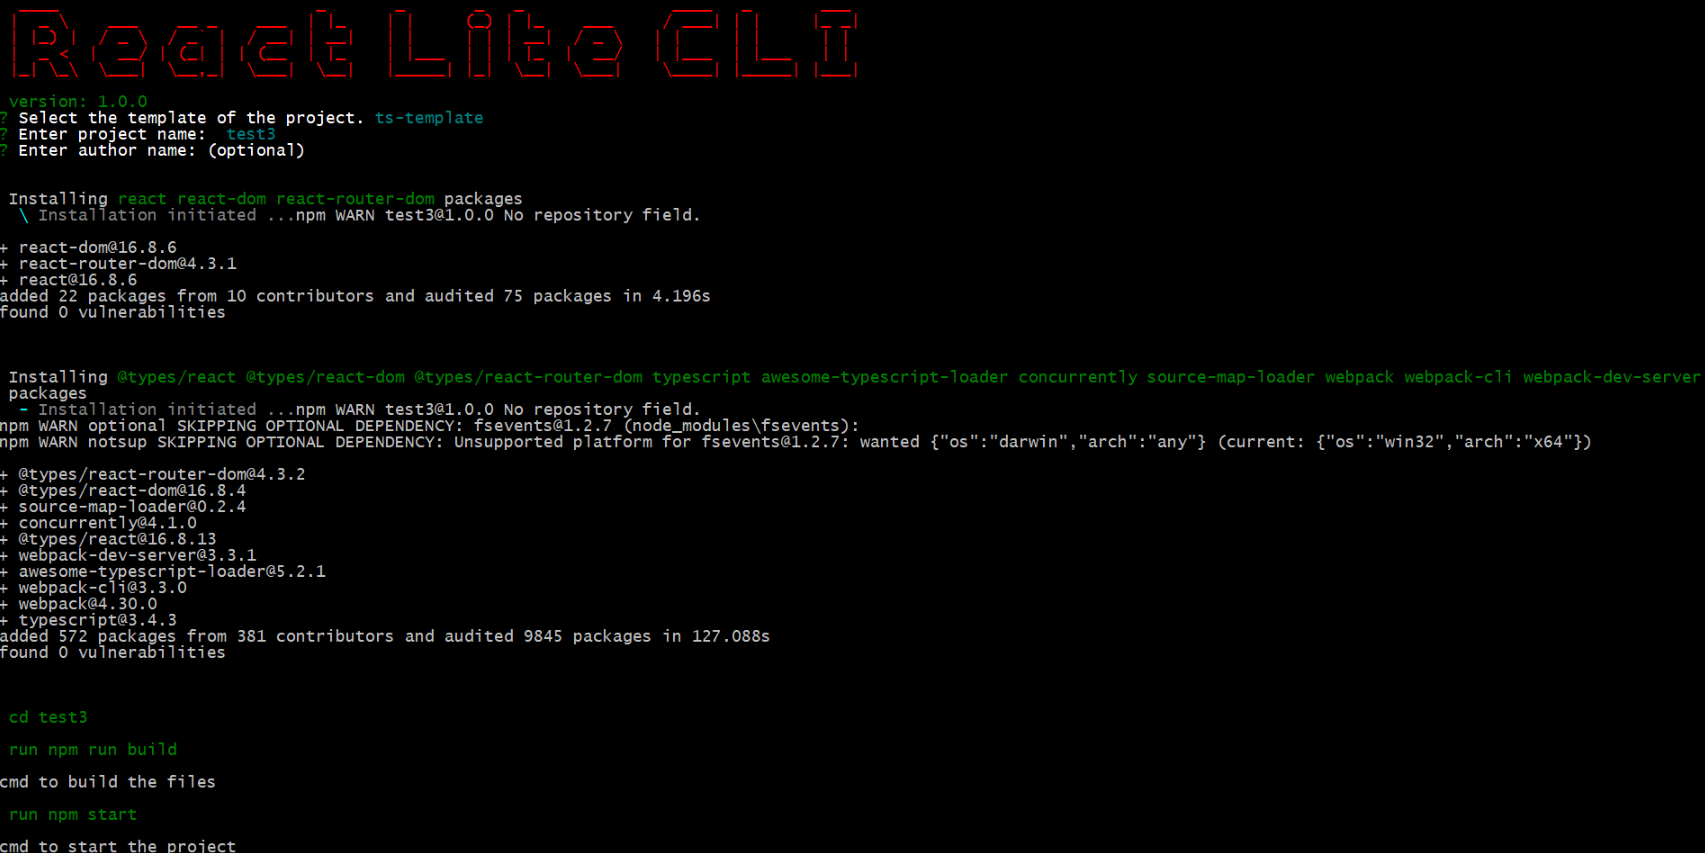 React Lite CLI
version: 1.0.0
? Select the template of the project. ts-template
? Enter project name:  test3
? Enter author name: (optional)
Installing react react-dom react-router-dom packages
\ Installation initiated ...npm WARN test3@1.0.0 No repository field.
+ react-dom@16.8.6
+ react-router-dom@4.3.1
+ react@16.8.6
added 22 packages from 10 contributors and audited 75 packages in 4.196s
found 0 vulnerabilities
Installing @types/react @types/react-dom @types/react-router-dom typescript awesome-typescript-loader concurrently source-map-loader webpack webpack-cli webpack-dev-server
packages
- Installation initiated ...npm WARN test3@1.0.0 No repository field.
npm WARN optional SKIPPING OPTIONAL DEPENDENCY: fsevents@1.2.7 (node_modules\fsevents):
npm WARN notsup SKIPPING OPTIONAL DEPENDENCY: Unsupported platform for fsevents@1.2.7: wanted {"os":"darwin","arch":"any"} (current: {"os":"win32","arch":"x64"})
+ @types/react-router-dom@4.3.2
+ @types/react-dom@16.8.4
+ source-map-loader@0.2.4
+ concurrently@4.1.0
+ @types/react@16.8.13
+ webpack-dev-server@3.3.1
+ awesome-typescript-loader@5.2.1
+ webpack-cli@3.3.0
+ webpack@4.30.0
+ typescript@3.4.3
added 572 packages from 381 contributors and audited 9845 packages in 127.088s
found 0 vulnerabilities
cd test3
run npm run build
cmd to build the files
run npm start
cmd to start the project